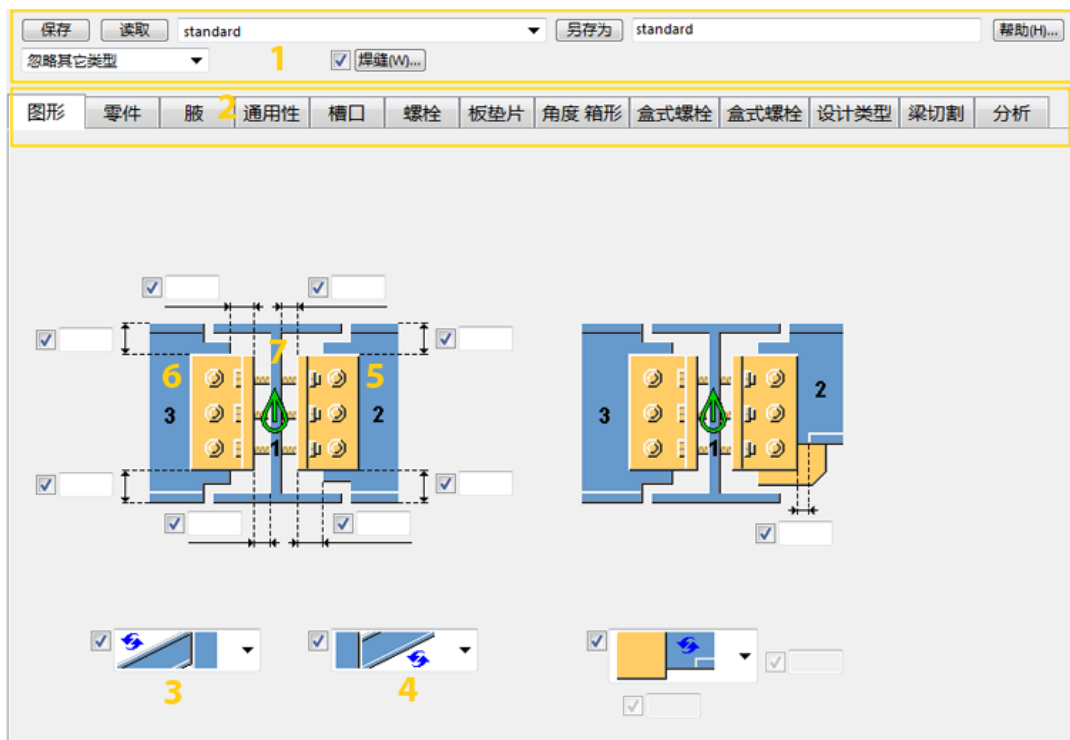 保存 读取 standard 另存为 standard 帮助(H)...
忽略其它类型 1 焊缝(W)...
图形 零件 腋 2 通用性 槽口 螺栓 板垫片 角度 箱形 盒式螺栓 盒式螺栓 设计类型 梁切割 分析
7
6 5 2
3 2 3
1 1
3 4